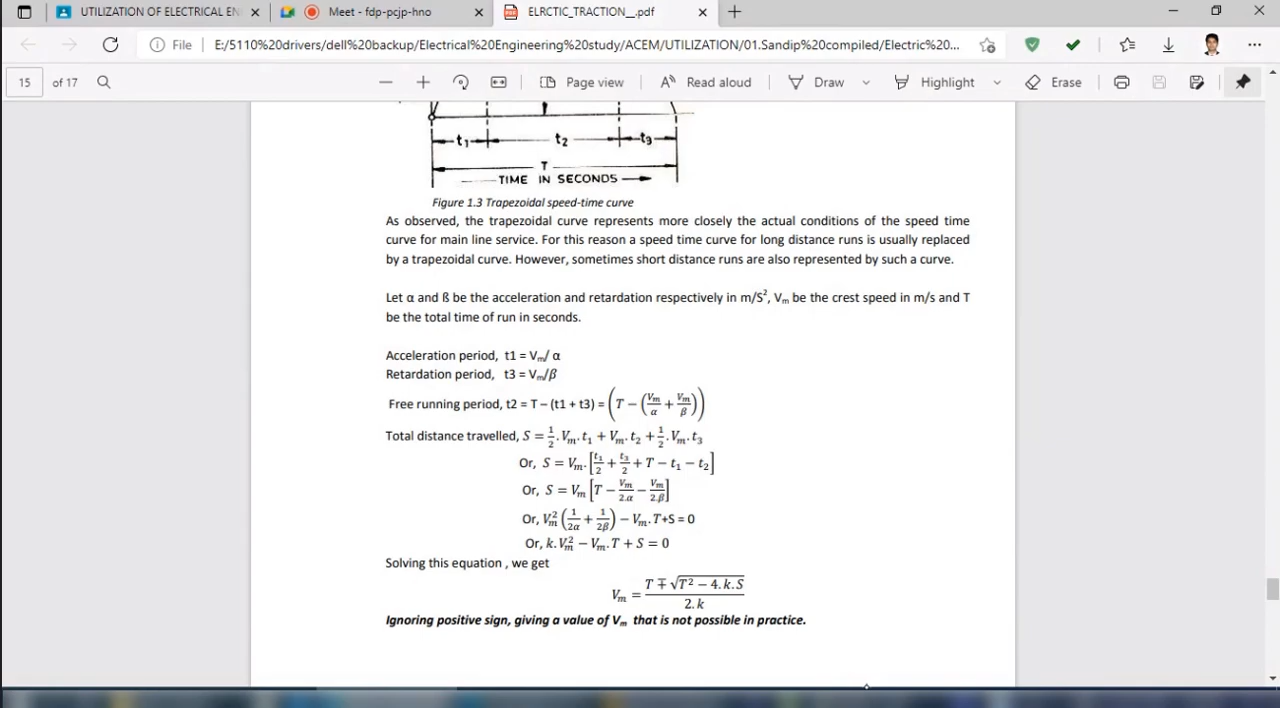 UTILIZATION OF ELECTRICAL EN
Meet - fdp-pcjp-hno
ELRCTIC_TRACTION__.pdf
File
E:/5110%20drivers/dell%20backup/Electrical%20Engineering%20study/ACEM/UTILIZATION/01.Sandip%20compiled/Electric%20...
15 of 17
Page view
Read aloud
Draw
Highlight
Erase
t₁ t₂ t₃
T
TIME IN SECONDS
Figure 1.3 Trapezoidal speed-time curve
As observed, the trapezoidal curve represents more closely the actual conditions of the speed time
curve for main line service. For this reason a speed time curve for long distance runs is usually replaced
by a trapezoidal curve. However, sometimes short distance runs are also represented by such a curve.
Let α and ß be the acceleration and retardation respectively in m/S², Vₘ be the crest speed in m/s and T
be the total time of run in seconds.
Acceleration period, t1 = Vₘ/ α
Retardation period, t3 = Vₘ/β
Free running period, t2 = T – (t1 + t3) = (T − (Vₘ/α + Vₘ/β))
Total distance travelled, S = 1/2 . Vₘ. t₁ + Vₘ. t₂ + 1/2 . Vₘ. t₃
Or, S = Vₘ. [t₁/2 + t₃/2 + T − t₁ − t₂]
Or, S = Vₘ [T − Vₘ/2.α − Vₘ/2.β]
Or, Vₘ² (1/2α + 1/2β) − Vₘ. T+S = 0
Or, k. Vₘ² − Vₘ. T + S = 0
Solving this equation , we get
Vₘ = (T ∓ √(T² − 4. k. S))/(2. k)
Ignoring positive sign, giving a value of Vₘ that is not possible in practice.